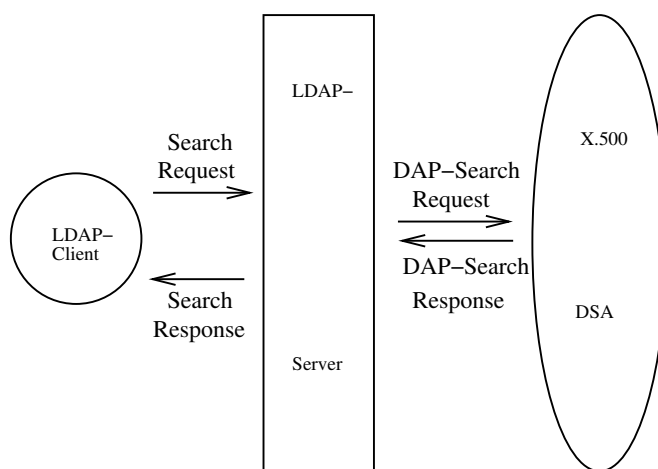 LDAP−
Client
Search
Request
Search
Response
LDAP−
Server
DAP−Search
Request
DAP−Search
Response
X.500
DSA